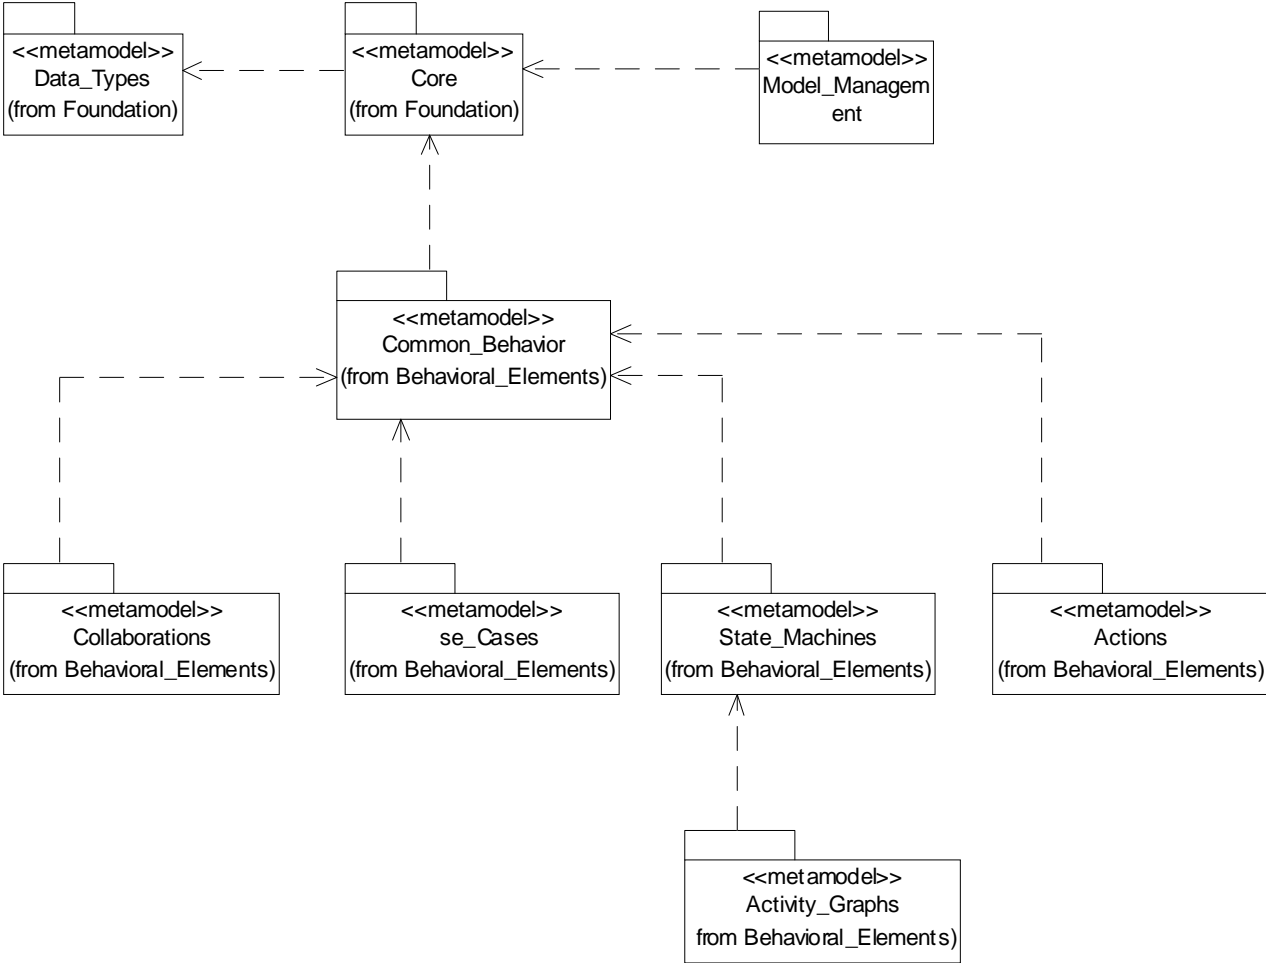 <<metamodel>>
Data_Types
(from Foundation)
<<metamodel>>
Core
(from Foundation)
<<metamodel>>
Model_Managem
ent
<<metamodel>>
Common_Behavior
(from Behavioral_Elements)
<<metamodel>>
Collaborations
(from Behavioral_Elements)
<<metamodel>>
se_Cases
(from Behavioral_Elements)
<<metamodel>>
State_Machines
(from Behavioral_Elements)
<<metamodel>>
Actions
(from Behavioral_Elements)
<<metamodel>>
Activity_Graphs
from Behavioral_Elements)